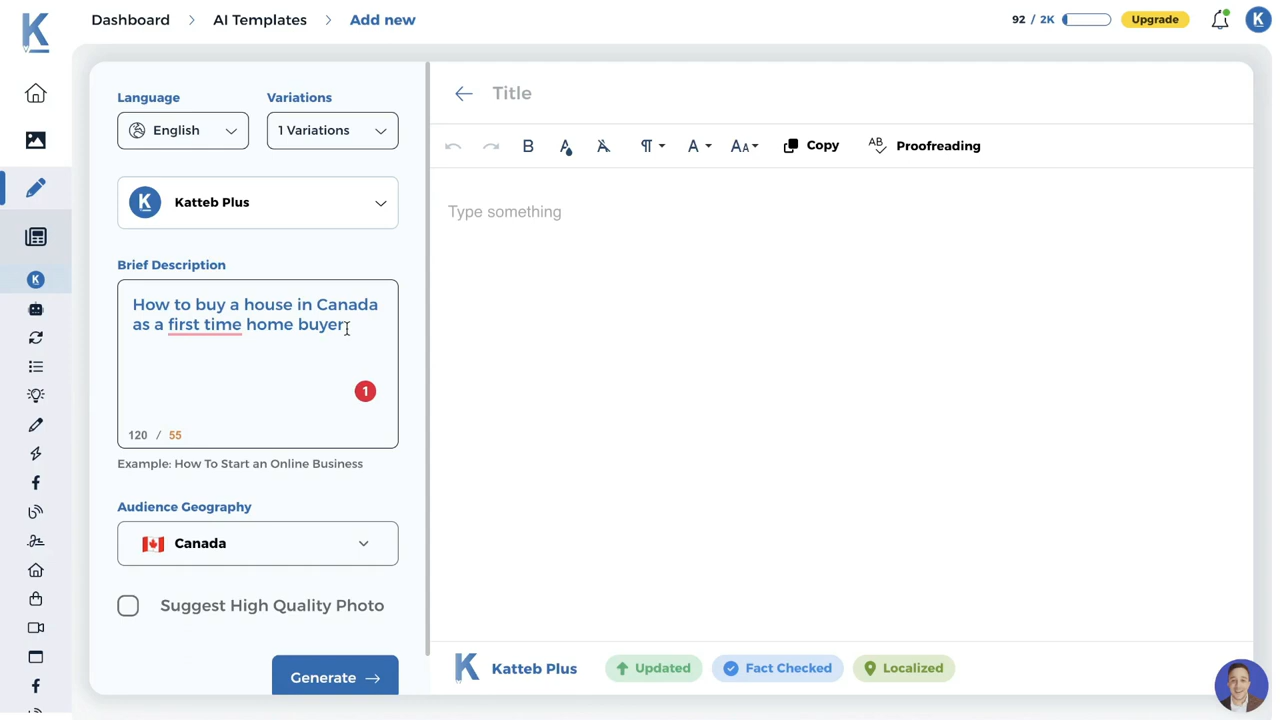 Dashboard > AI Templates > Add new
92 / 2K
Upgrade
K
Language
Variations
English
1 Variations
K Katteb Plus
Brief Description
How to buy a house in Canada
as a first time home buyer
1
120 / 55
Example: How To Start an Online Business
Audience Geography
Canada
Suggest High Quality Photo
Generate →
← Title
B
A
A
¶
A
AA
Copy
AB Proofreading
Type something
K Katteb Plus
Updated
Fact Checked
Localized